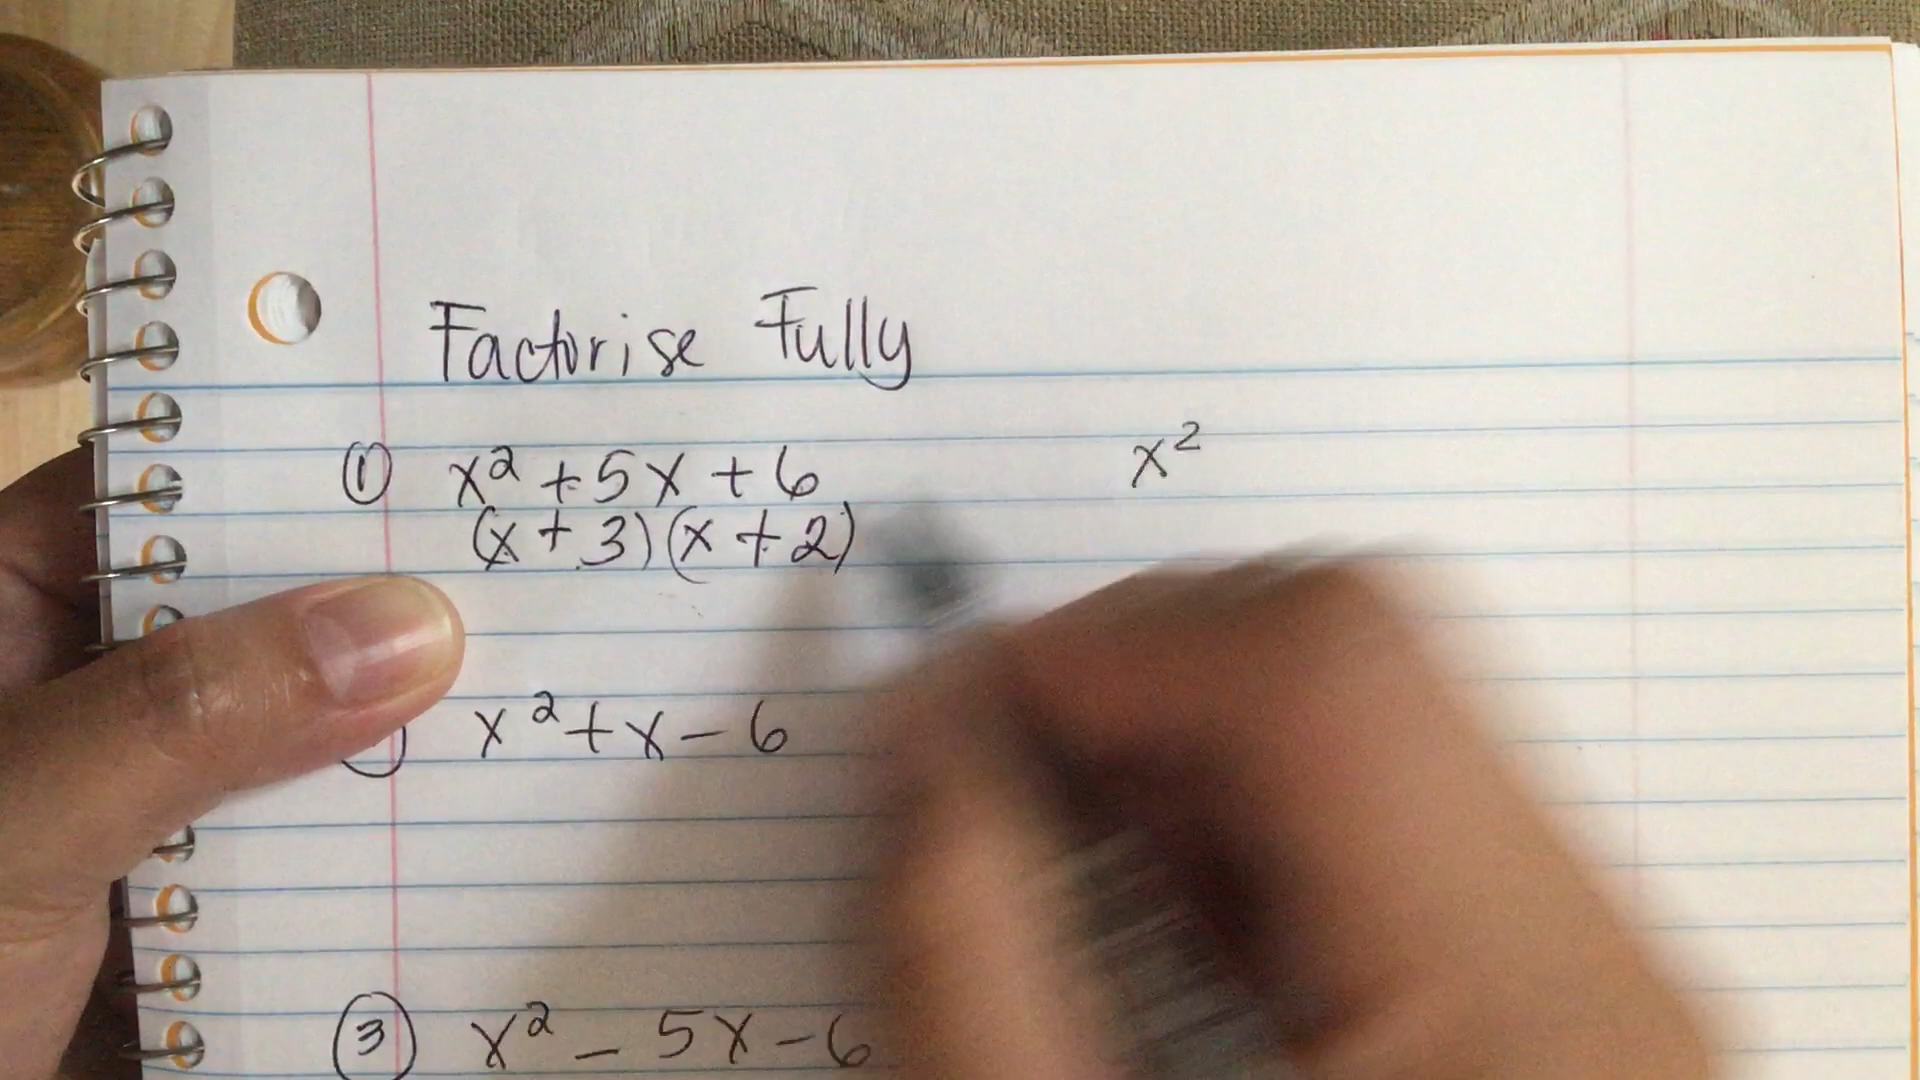 Factorise Fully
① x² + 5x + 6
x²
(x + 3)(x + 2)
x² + x - 6
③ x² - 5x - 6